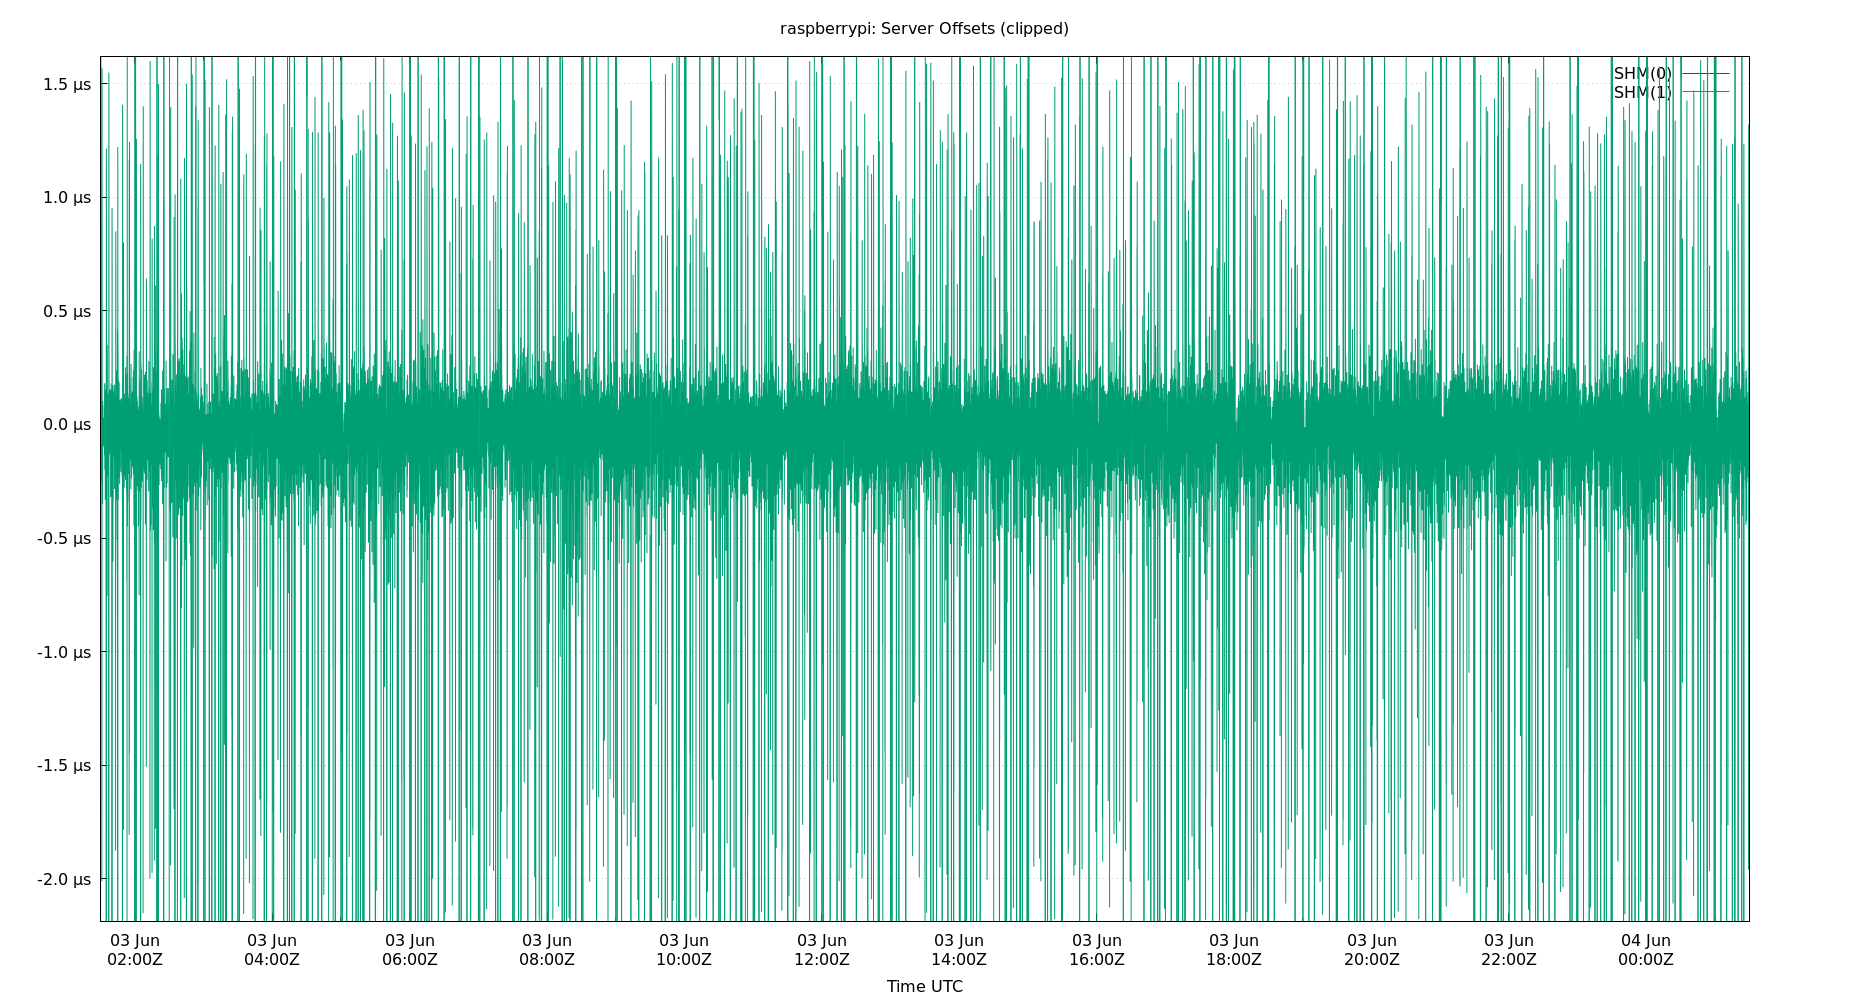 raspberrypi: Server Offsets (clipped)
SHM(0)
SHM(1)
1.5 µs
1.0 µs
0.5 µs
0.0 µs
-0.5 µs
-1.0 µs
-1.5 µs
-2.0 µs
03 Jun 03 Jun 03 Jun 03 Jun 03 Jun 03 Jun 03 Jun 03 Jun 03 Jun 03 Jun 03 Jun 04 Jun
02:00Z 04:00Z 06:00Z 08:00Z 10:00Z 12:00Z 14:00Z 16:00Z 18:00Z 20:00Z 22:00Z 00:00Z
Time UTC